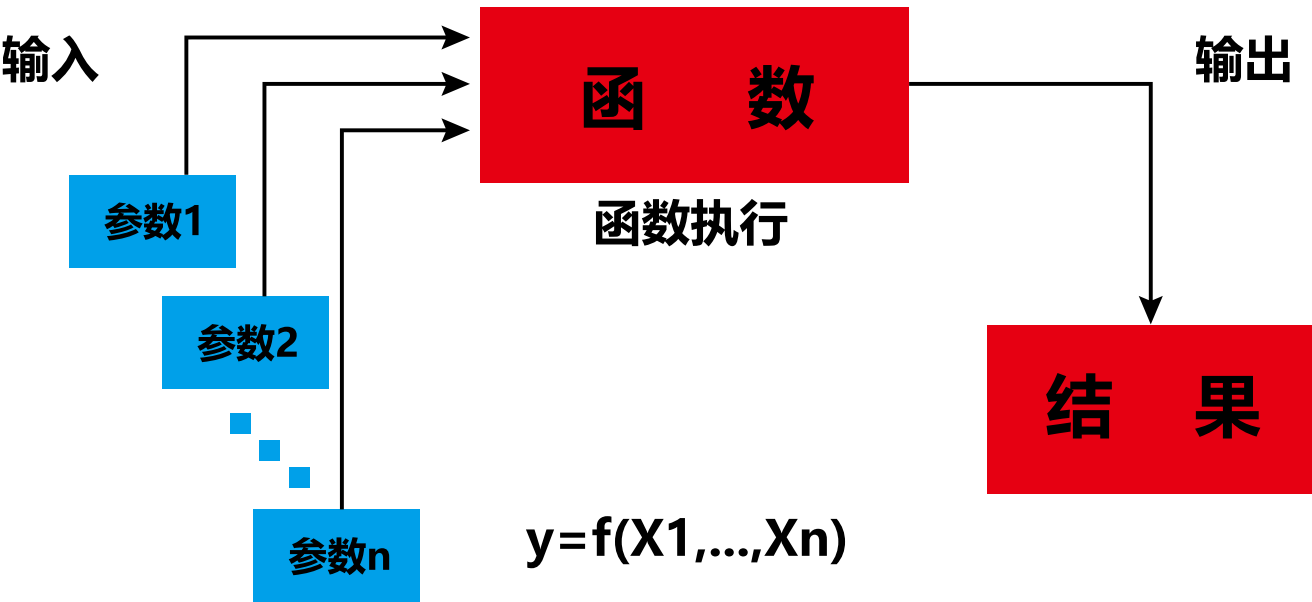 输入
函 数
输出
参数1
函数执行
参数2
结 果
y=f(X1,...,Xn)
参数n